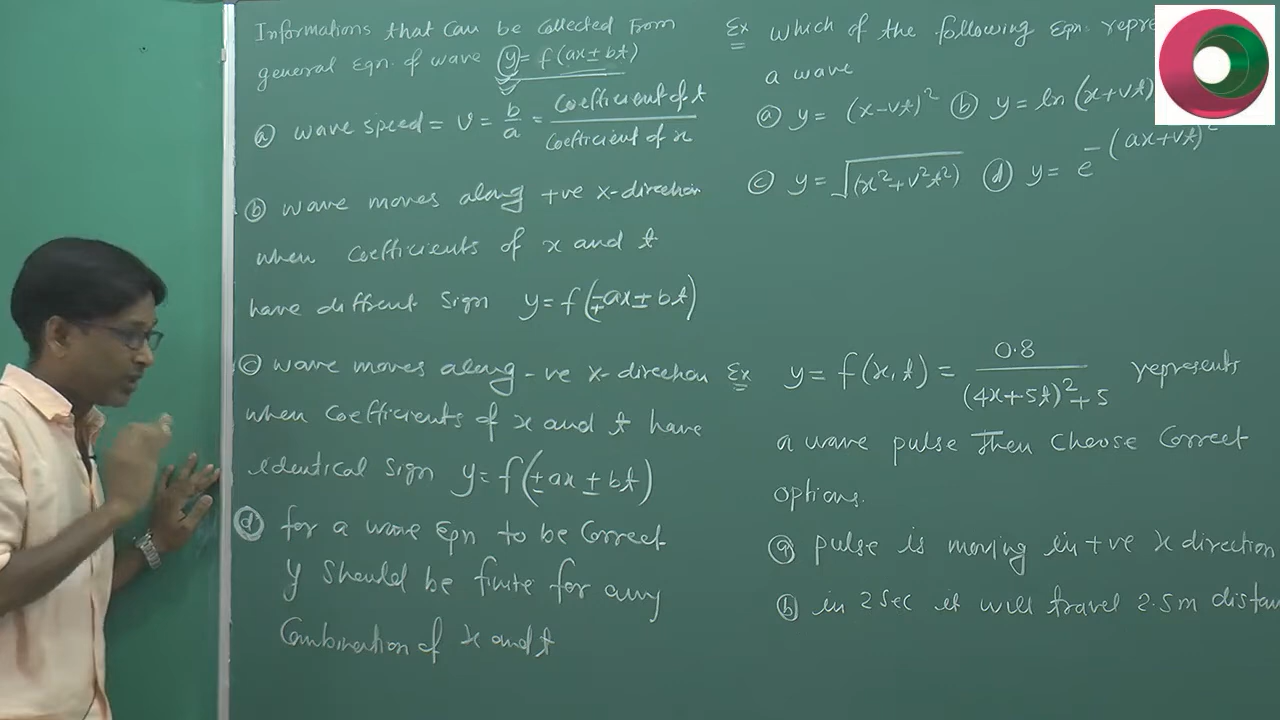 Informations that can be collected from
general Eqn. of wave y = f(ax ± bt)
(a) wave speed = v = b/a = Coefficient of t / Coefficient of x
(b) wave moves along +ve x-direction
when coefficients of x and t
have different sign y = f(∓ax ± bt)
(c) wave moves along -ve x-direction
when coefficients of x and t have
identical sign y = f(±ax ± bt)
(d) for a wave Eqn to be Correct
y should be finite for any
Combination of x and t
Ex which of the following Eqn.
a wave
(a) y = (x-vt)² (b) y = ln (x+vt)
(c) y = √(x²+v²t²) (d) y = e^-(ax+vt)²
Ex y = f(x,t) = 0.8 / (4x+5t)²+5 represents
a wave pulse Then choose Correct
options.
(a) pulse is moving in +ve x direction
(b) in 2 sec it will travel 2.5m